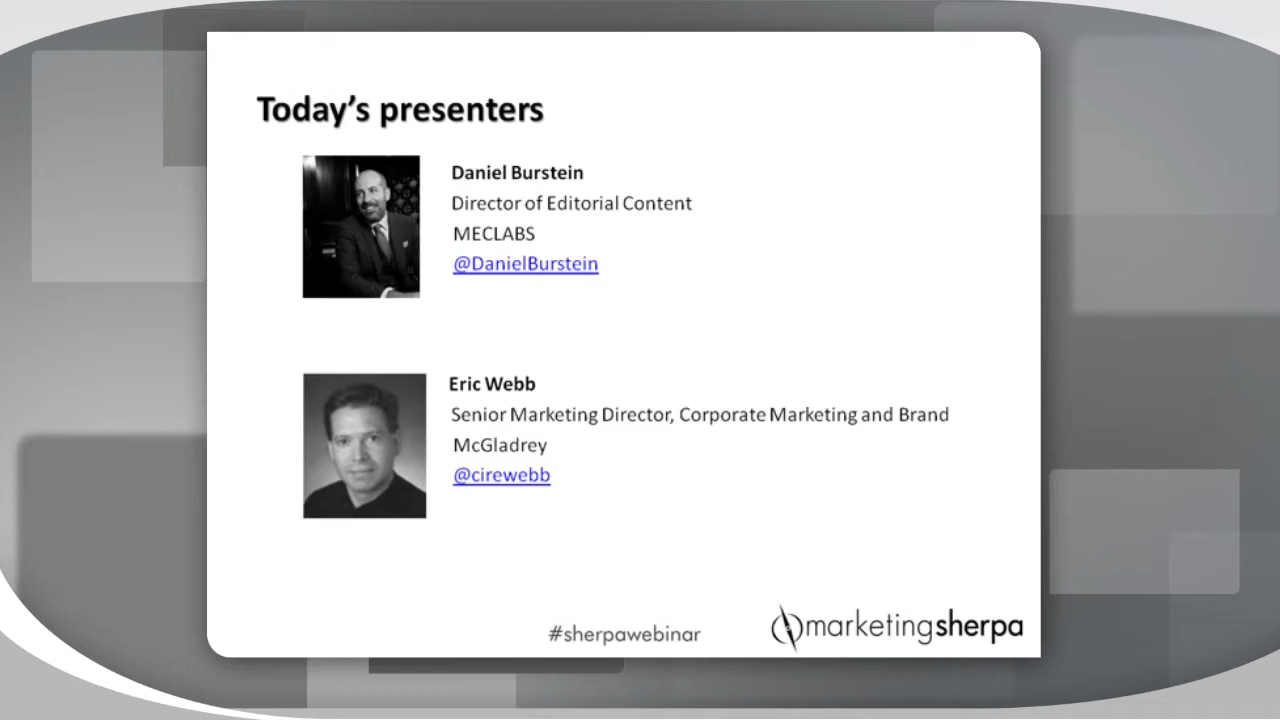 Today's presenters
Daniel Burstein
Director of Editorial Content
MECLABS
@DanielBurstein
Eric Webb
Senior Marketing Director, Corporate Marketing and Brand
McGladrey
@cirewebb
#sherpawebinar
marketingsherpa